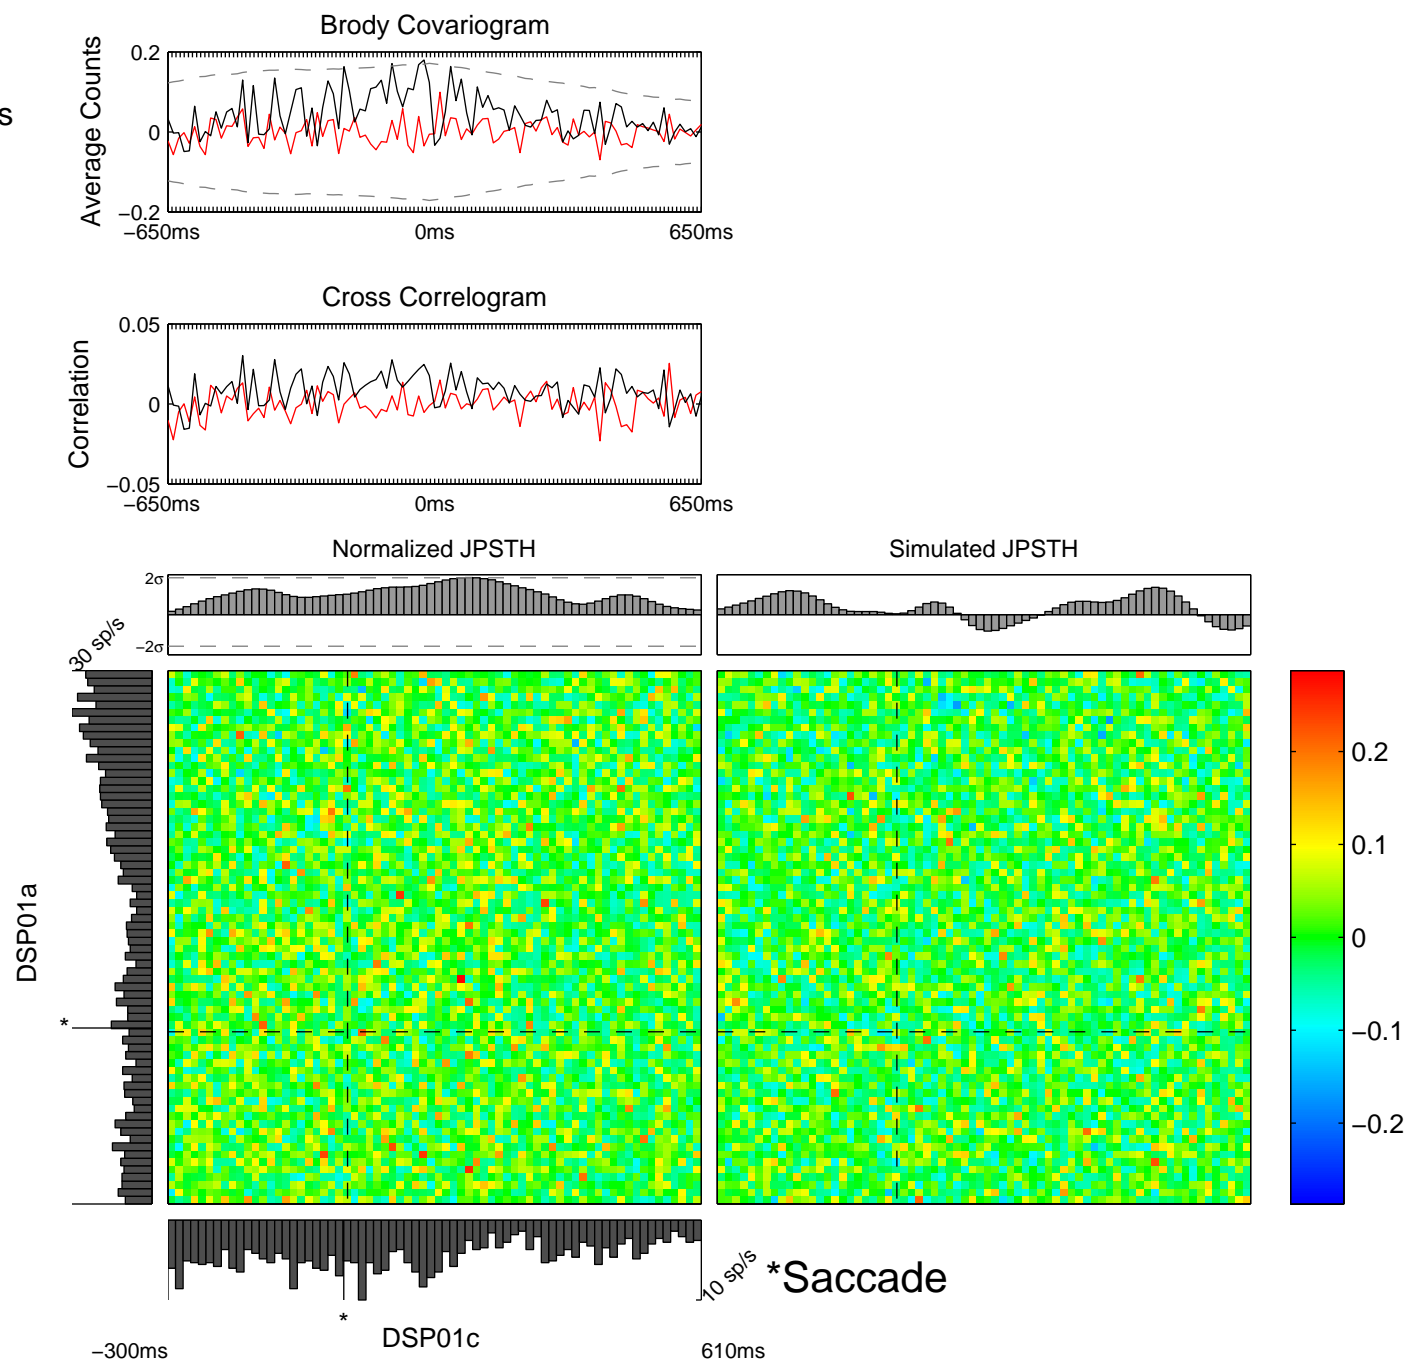 Brody Covariogram
s
Average Counts
0.2
0
−0.2
−650ms
0ms
650ms
Cross Correlogram
Correlation
0.05
0
−0.05
−650ms
0ms
650ms
Normalized JPSTH
Simulated JPSTH
2σ
−2σ
30 sp/s
DSP01a
*
0.2
0.1
0
−0.1
−0.2
10 sp/s
*Saccade
*
DSP01c
−300ms
610ms